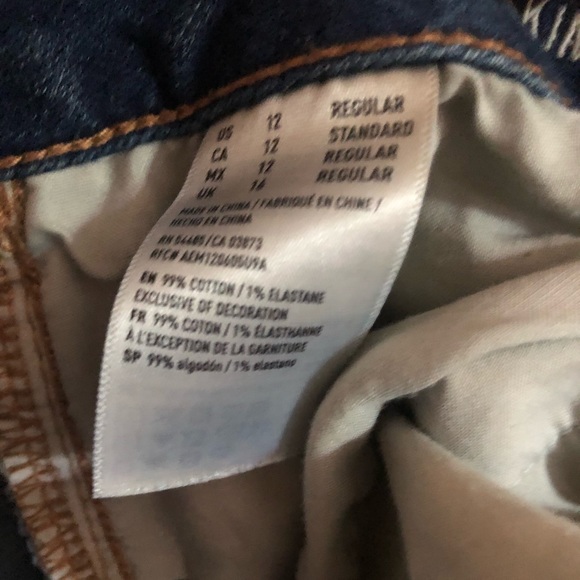 US 12 REGULAR
CA 12 STANDARD
MX 12 REGULAR
UK 16 REGULAR
MADE IN CHINA / FABRIQUÉ EN CHINE /
HECHO EN CHINA
RN 54485/CA 03873
EN 99% COTTON / 1% ELASTANE
EXCLUSIVE OF DECORATION
FR 99% COTON / 1% ÉLASTHANNE
À L'EXCEPTION DE LA GARNITURE
SP 99% algodón / 1% elastano